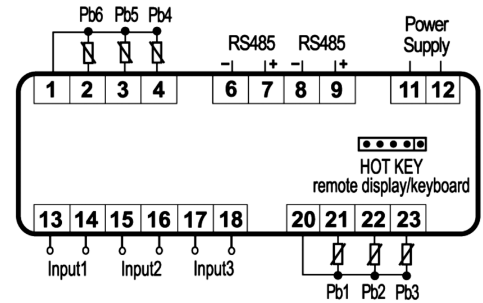 Pb6 Pb5 Pb4
RS485 RS485 Power
Supply
– + – +
1 2 3 4 6 7 8 9 11 12
HOT KEY
remote display/keyboard
13 14 15 16 17 18 20 21 22 23
Input1 Input2 Input3
Pb1 Pb2 Pb3